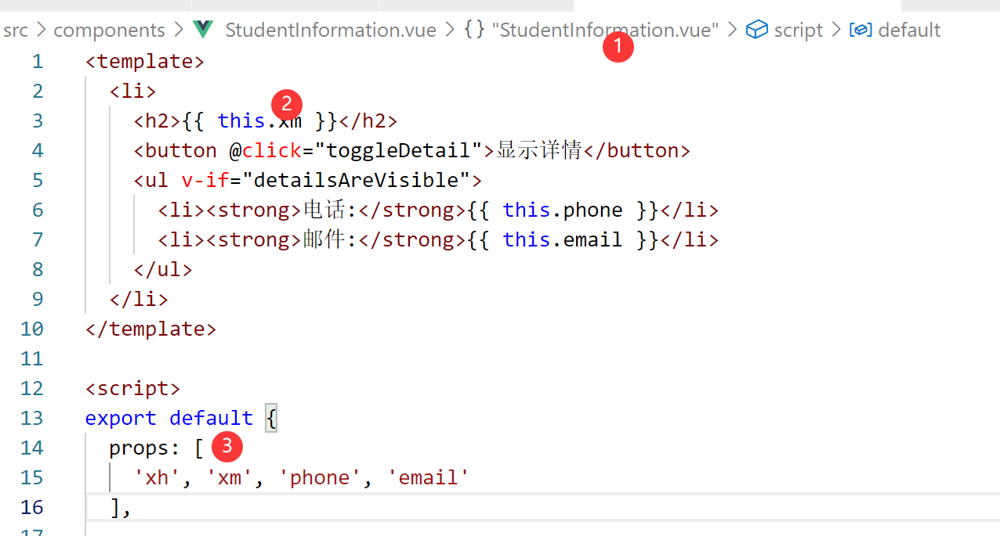 src > components > StudentInformation.vue > {} "StudentInformation.vue" > script > default
1
1 <template>
2 <li>
2
3 <h2>{{ this.xm }}</h2>
4 <button @click="toggleDetail">显示详情</button>
5 <ul v-if="detailsAreVisible">
6 <li><strong>电话:</strong>{{ this.phone }}</li>
7 <li><strong>邮件:</strong>{{ this.email }}</li>
8 </ul>
9 </li>
10 </template>
11
12 <script>
13 export default {
14 props: [ 3
15 'xh', 'xm', 'phone', 'email'
16 ],
17